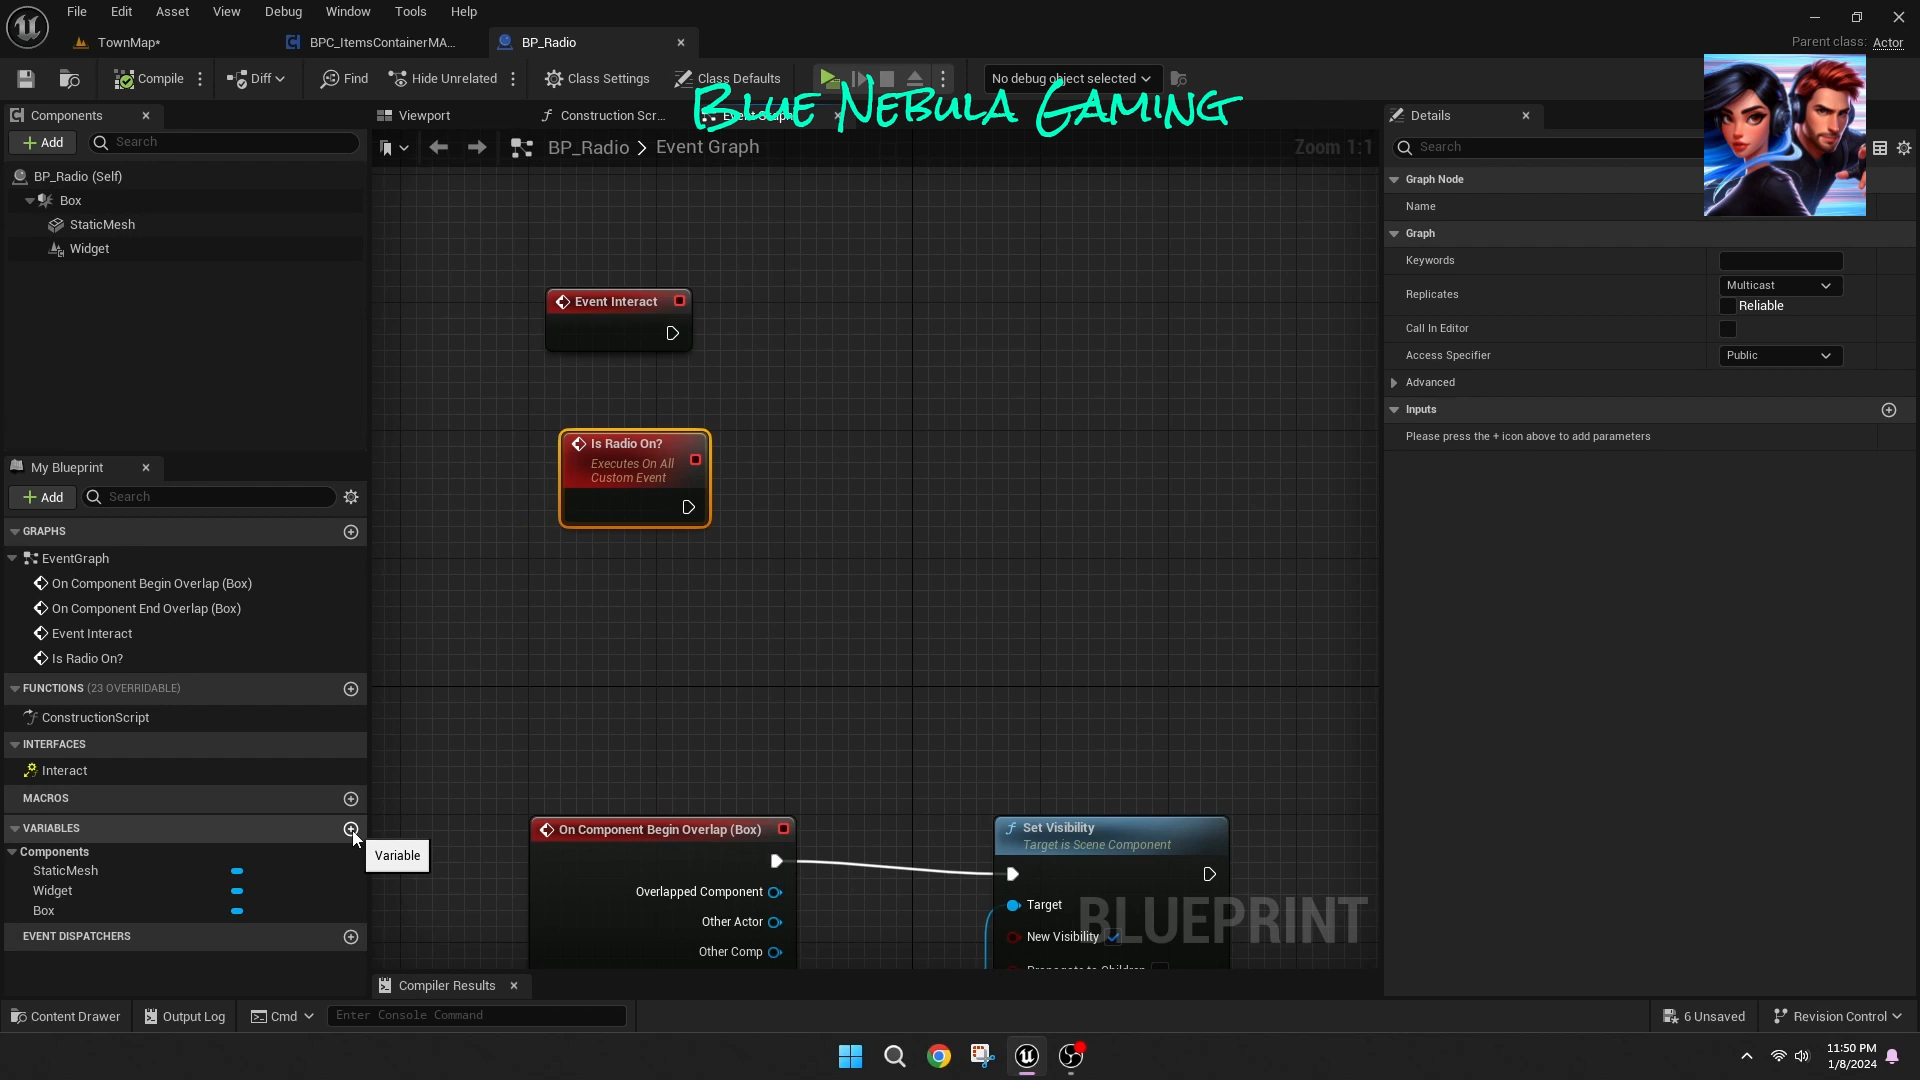 File Edit Asset View Debug Window Tools Help
TownMap*
BPC_ItemsContainerMA...
BP_Radio
Parent class: Actor
Compile
Diff
Find
Hide Unrelated
Class Settings
Class Defaults
No debug object selected
Blue Nebula Gaming
Components
Add
Search
BP_Radio (Self)
Box
StaticMesh
Widget
Viewport
Construction Scr...
BP_Radio > Event Graph
Zoom 1:1
Event Interact
Is Radio On?
Executes On All
Custom Event
On Component Begin Overlap (Box)
Overlapped Component
Other Actor
Other Comp
Set Visibility
Target is Scene Component
Target
New Visibility
Propagate to Children
BLUEPRINT
My Blueprint
Add
Search
GRAPHS
EventGraph
On Component Begin Overlap (Box)
On Component End Overlap (Box)
Event Interact
Is Radio On?
FUNCTIONS (23 OVERRIDABLE)
ConstructionScript
INTERFACES
Interact
MACROS
VARIABLES
Variable
Components
StaticMesh
Widget
Box
EVENT DISPATCHERS
Details
Search
Graph Node
Name
Graph
Keywords
Replicates
Multicast
Reliable
Call In Editor
Access Specifier
Public
Advanced
Inputs
Please press the + icon above to add parameters
Compiler Results
Content Drawer
Output Log
Cmd
Enter Console Command
6 Unsaved
Revision Control
11:50 PM
1/8/2024